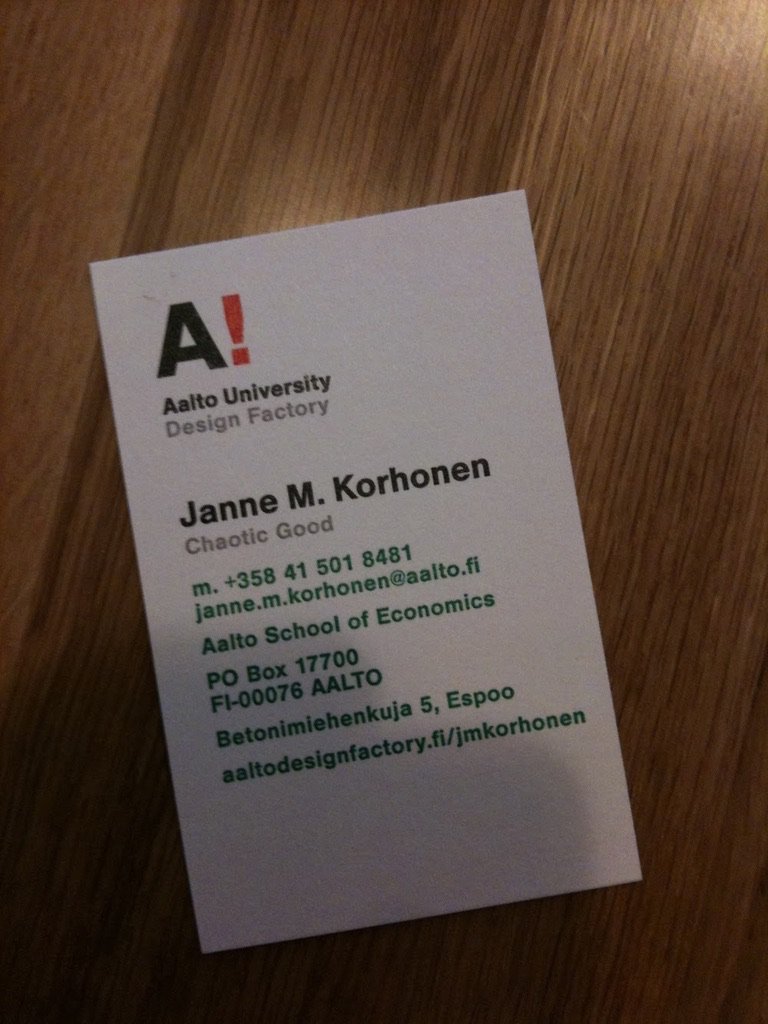 A!
Aalto University
Design Factory
Janne M. Korhonen
Chaotic Good
m. +358 41 501 8481
janne.m.korhonen@aalto.fi
Aalto School of Economics
PO Box 17700
FI-00076 AALTO
Betonimiehenkuja 5, Espoo
aaltodesignfactory.fi/jmkorhonen